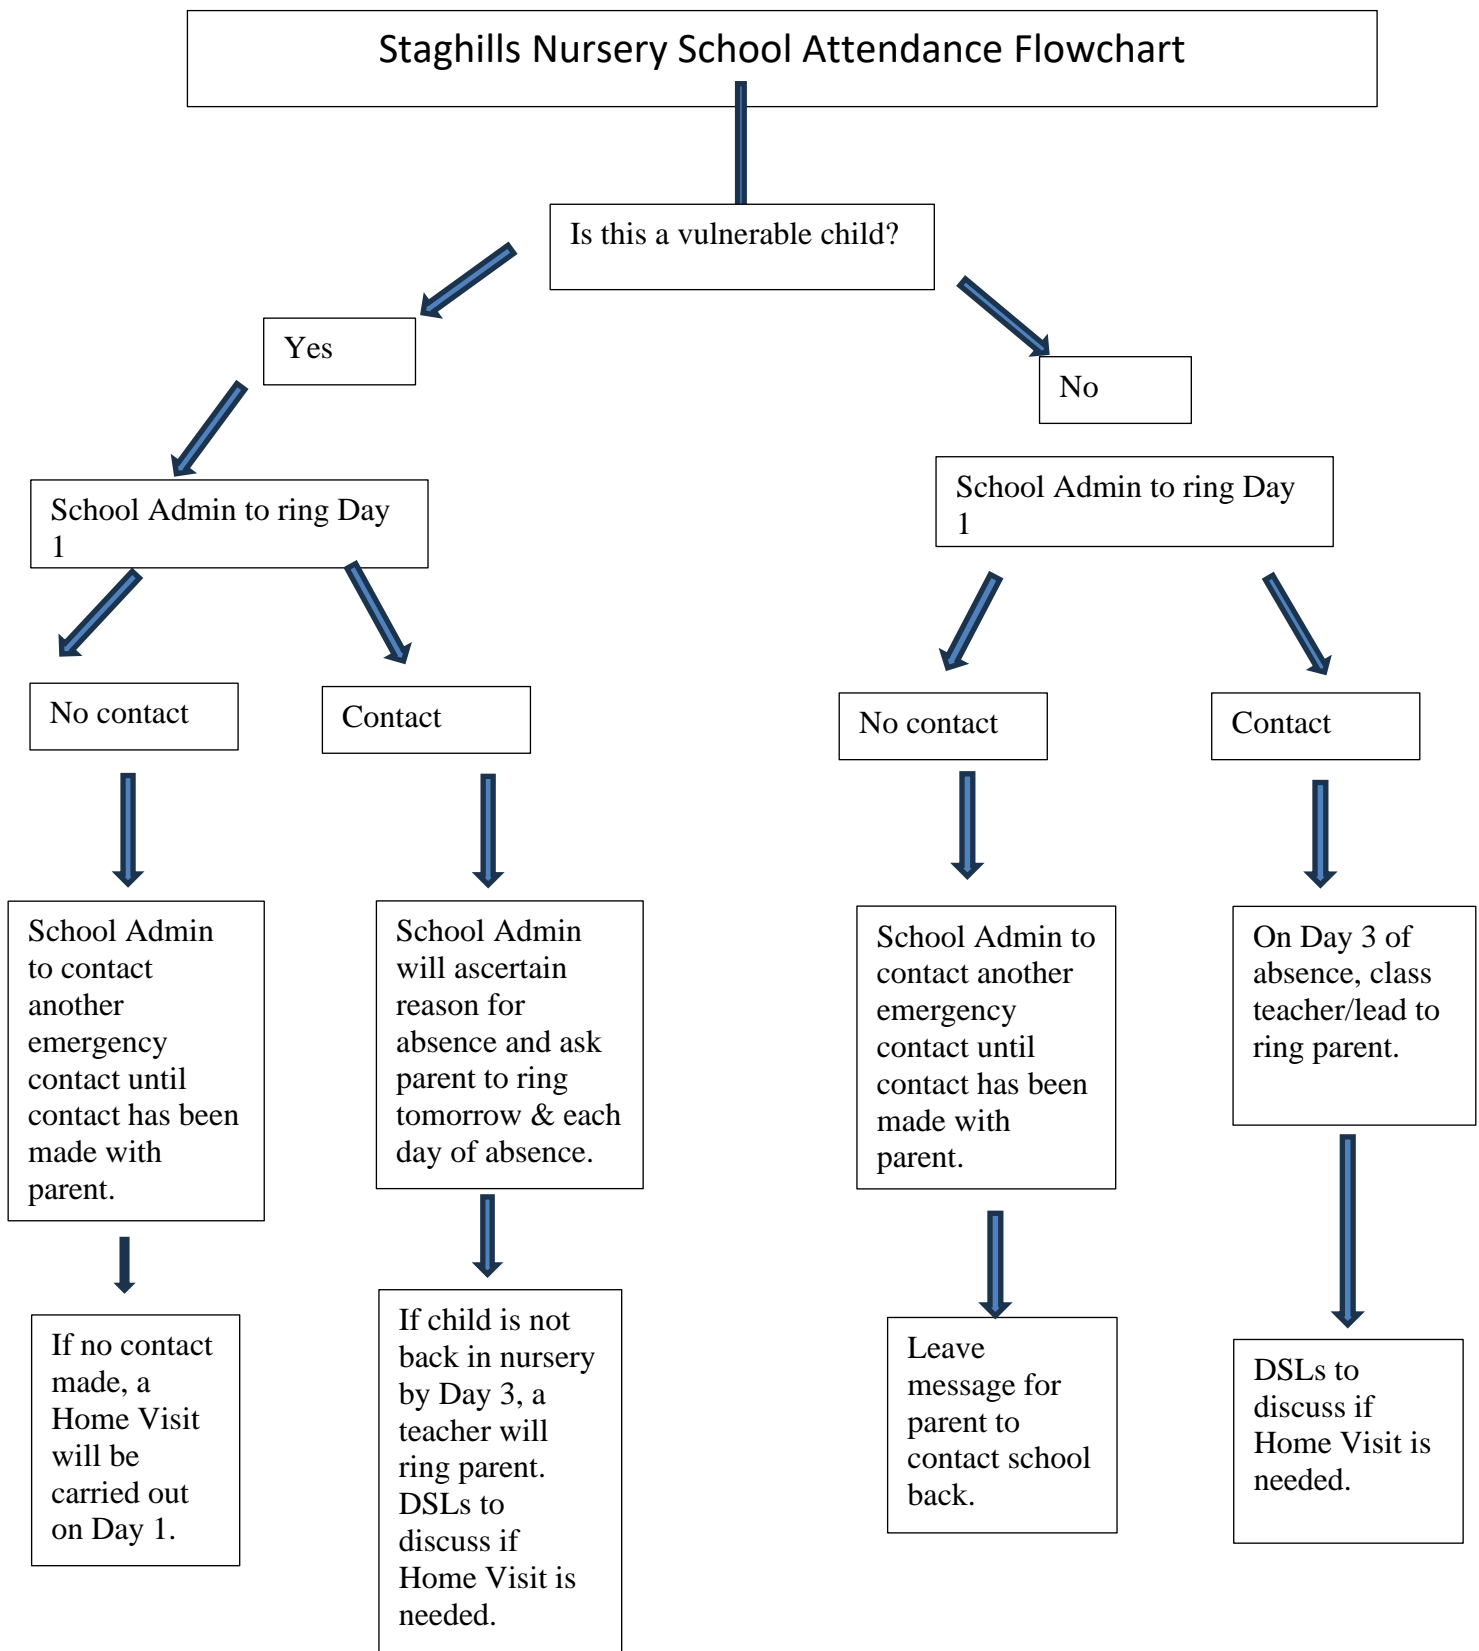 Staghills Nursery School Attendance Flowchart
Is this a vulnerable child?
Yes
No
School Admin to ring Day
1
School Admin to ring Day
1
No contact
Contact
No contact
Contact
School Admin
to contact
another
emergency
contact until
contact has been
made with
parent.
School Admin
will ascertain
reason for
absence and ask
parent to ring
tomorrow & each
day of absence.
School Admin to
contact another
emergency
contact until
contact has been
made with
parent.
On Day 3 of
absence, class
teacher/lead to
ring parent.
If no contact
made, a
Home Visit
will be
carried out
on Day 1.
If child is not
back in nursery
by Day 3, a
teacher will
ring parent.
DSLs to
discuss if
Home Visit is
needed.
Leave
message for
parent to
contact school
back.
DSLs to
discuss if
Home Visit is
needed.